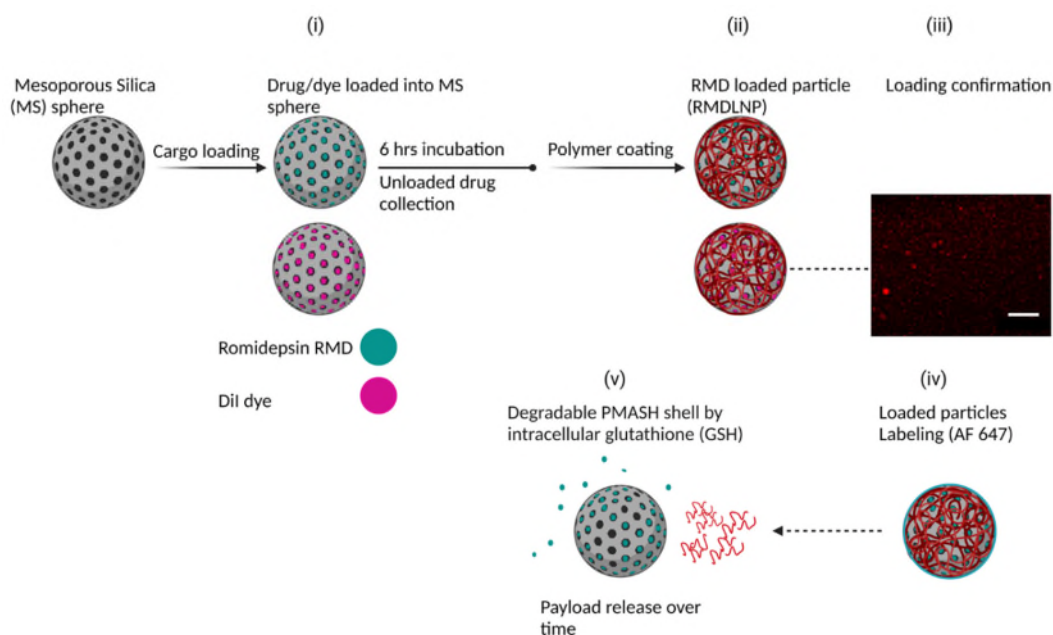 (i)
(ii)
(iii)
Mesoporous Silica
(MS) sphere
Drug/dye loaded into MS
sphere
RMD loaded particle
(RMDLNP)
Loading confirmation
Cargo loading
6 hrs incubation
Unloaded drug
collection
Polymer coating
Romidepsin RMD
DiI dye
(v)
(iv)
Degradable PMASH shell by
intracellular glutathione (GSH)
Loaded particles
Labeling (AF 647)
Payload release over
time